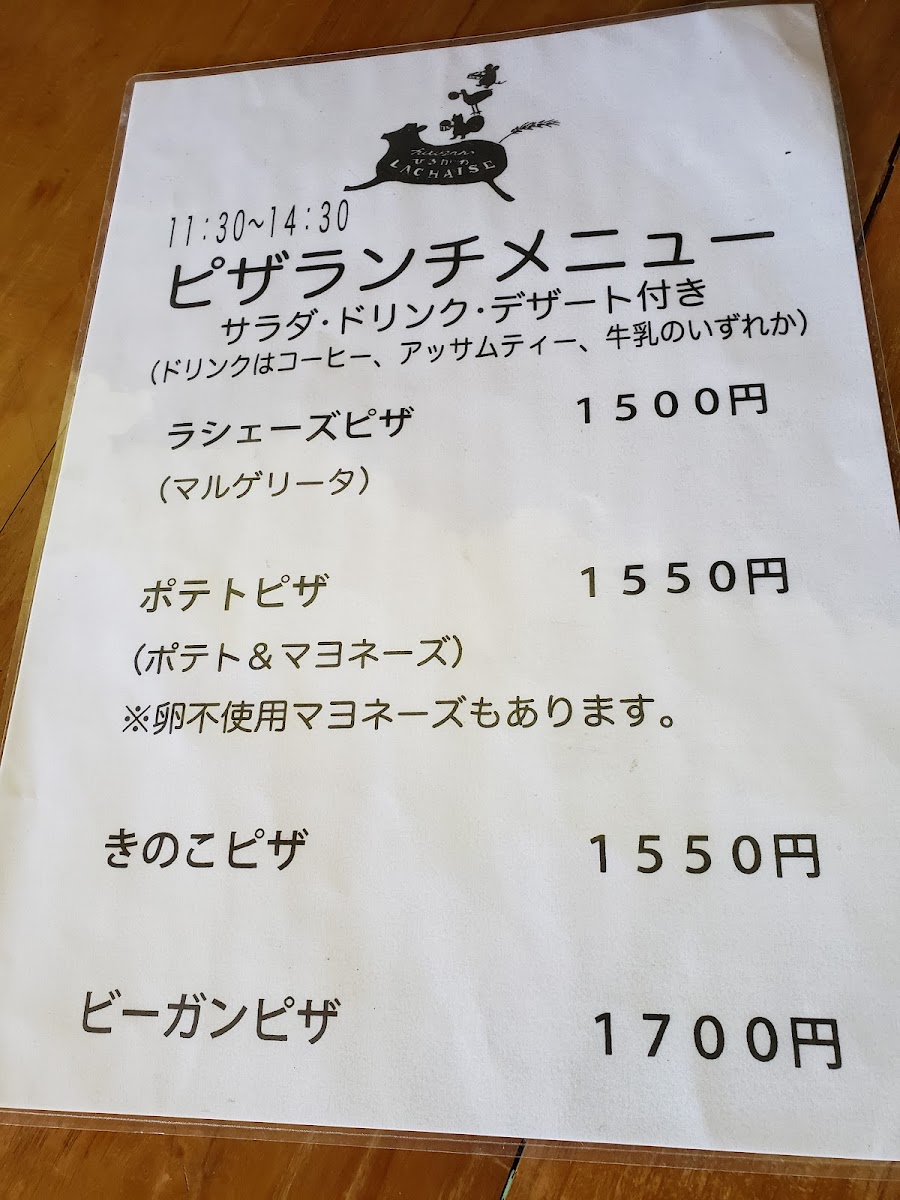 ひるがの
LACHAISE
11:30~14:30
ピザランチメニュー
サラダ・ドリンク・デザート付き
(ドリンクはコーヒー、アッサムティー、牛乳のいずれか)
ラシェーズピザ 1500円
(マルゲリータ)
ポテトピザ 1550円
(ポテト&マヨネーズ)
※卵不使用マヨネーズもあります。
きのこピザ 1550円
ビーガンピザ 1700円